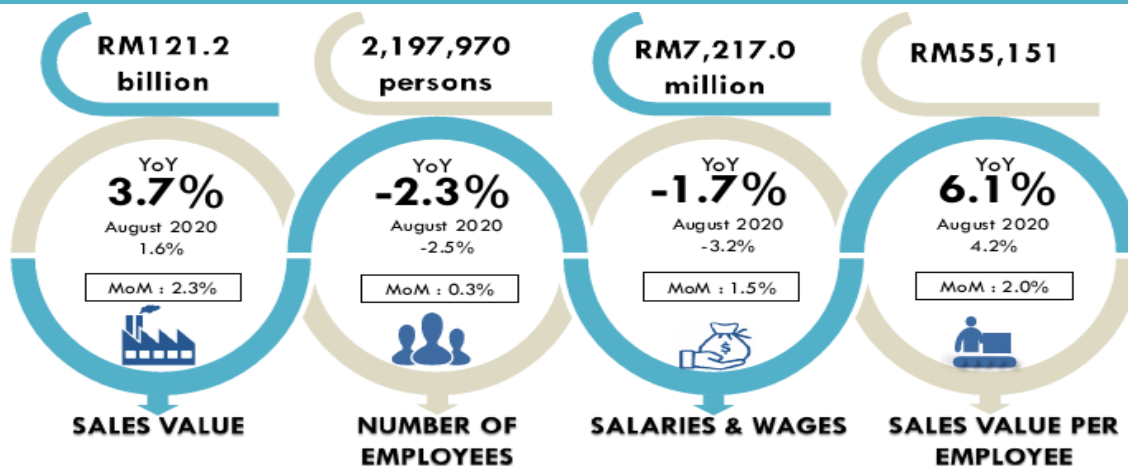 RM121.2
billion
YoY
3.7%
August 2020
1.6%
MoM : 2.3%
SALES VALUE
2,197,970
persons
YoY
-2.3%
August 2020
-2.5%
MoM : 0.3%
NUMBER OF
EMPLOYEES
RM7,217.0
million
YoY
-1.7%
August 2020
-3.2%
MoM : 1.5%
$
SALARIES & WAGES
RM55,151
YoY
6.1%
August 2020
4.2%
MoM : 2.0%
SALES VALUE PER
EMPLOYEE